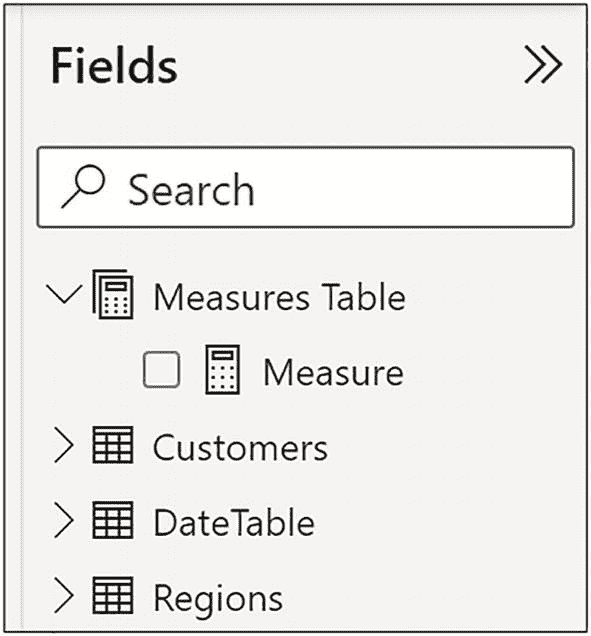 Fields
Search
Measures Table
Measure
Customers
DateTable
Regions